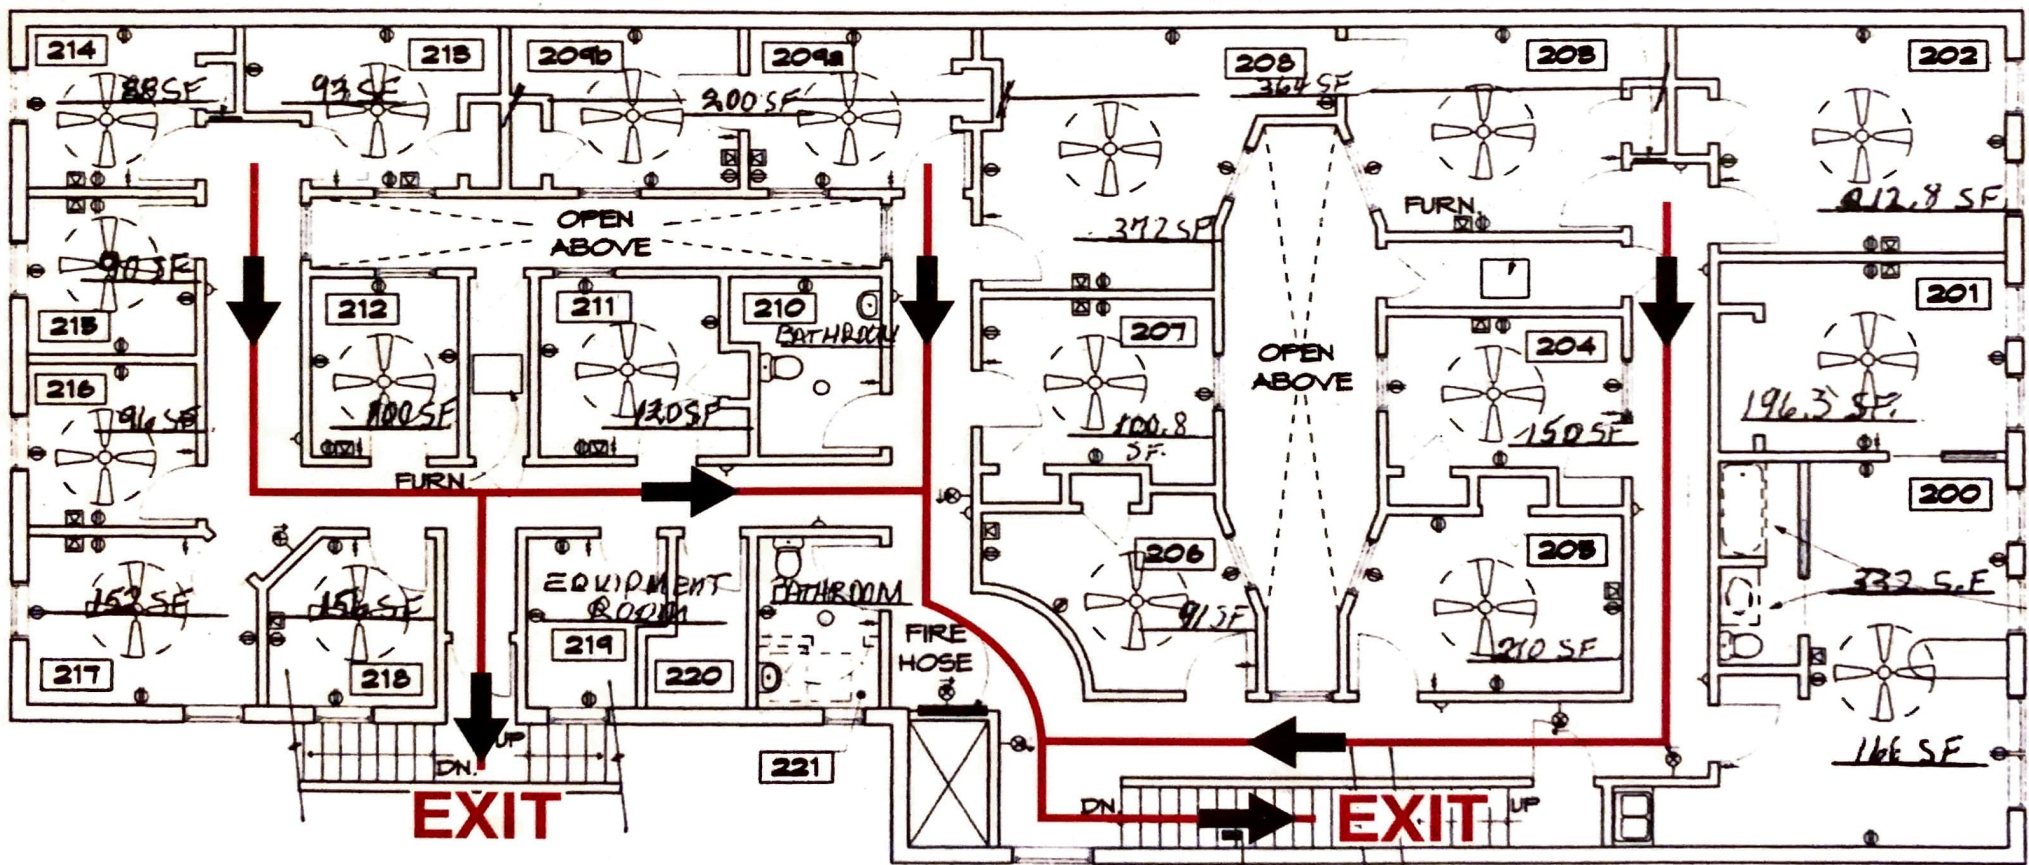 214
88 SF
213
93 SF
209b
209a
200 SF
208
364 SF
203
202
212.8 SF
OPEN
ABOVE
377 SF
FURN.
90 SF
215
212
211
210
BATHROOM
207
OPEN
ABOVE
204
201
216
96 SF
100 SF
120 SF
100.8
SF.
150 SF
196.3 SF.
FURN.
200
206
205
EQUIPMENT
ROOM
BATHROOM
332 S.F
152 SF
156 SF
91 SF
210 SF
FIRE
HOSE
217
218
219
220
166 SF
UP
DN.
221
EXIT
DN.
EXIT
UP